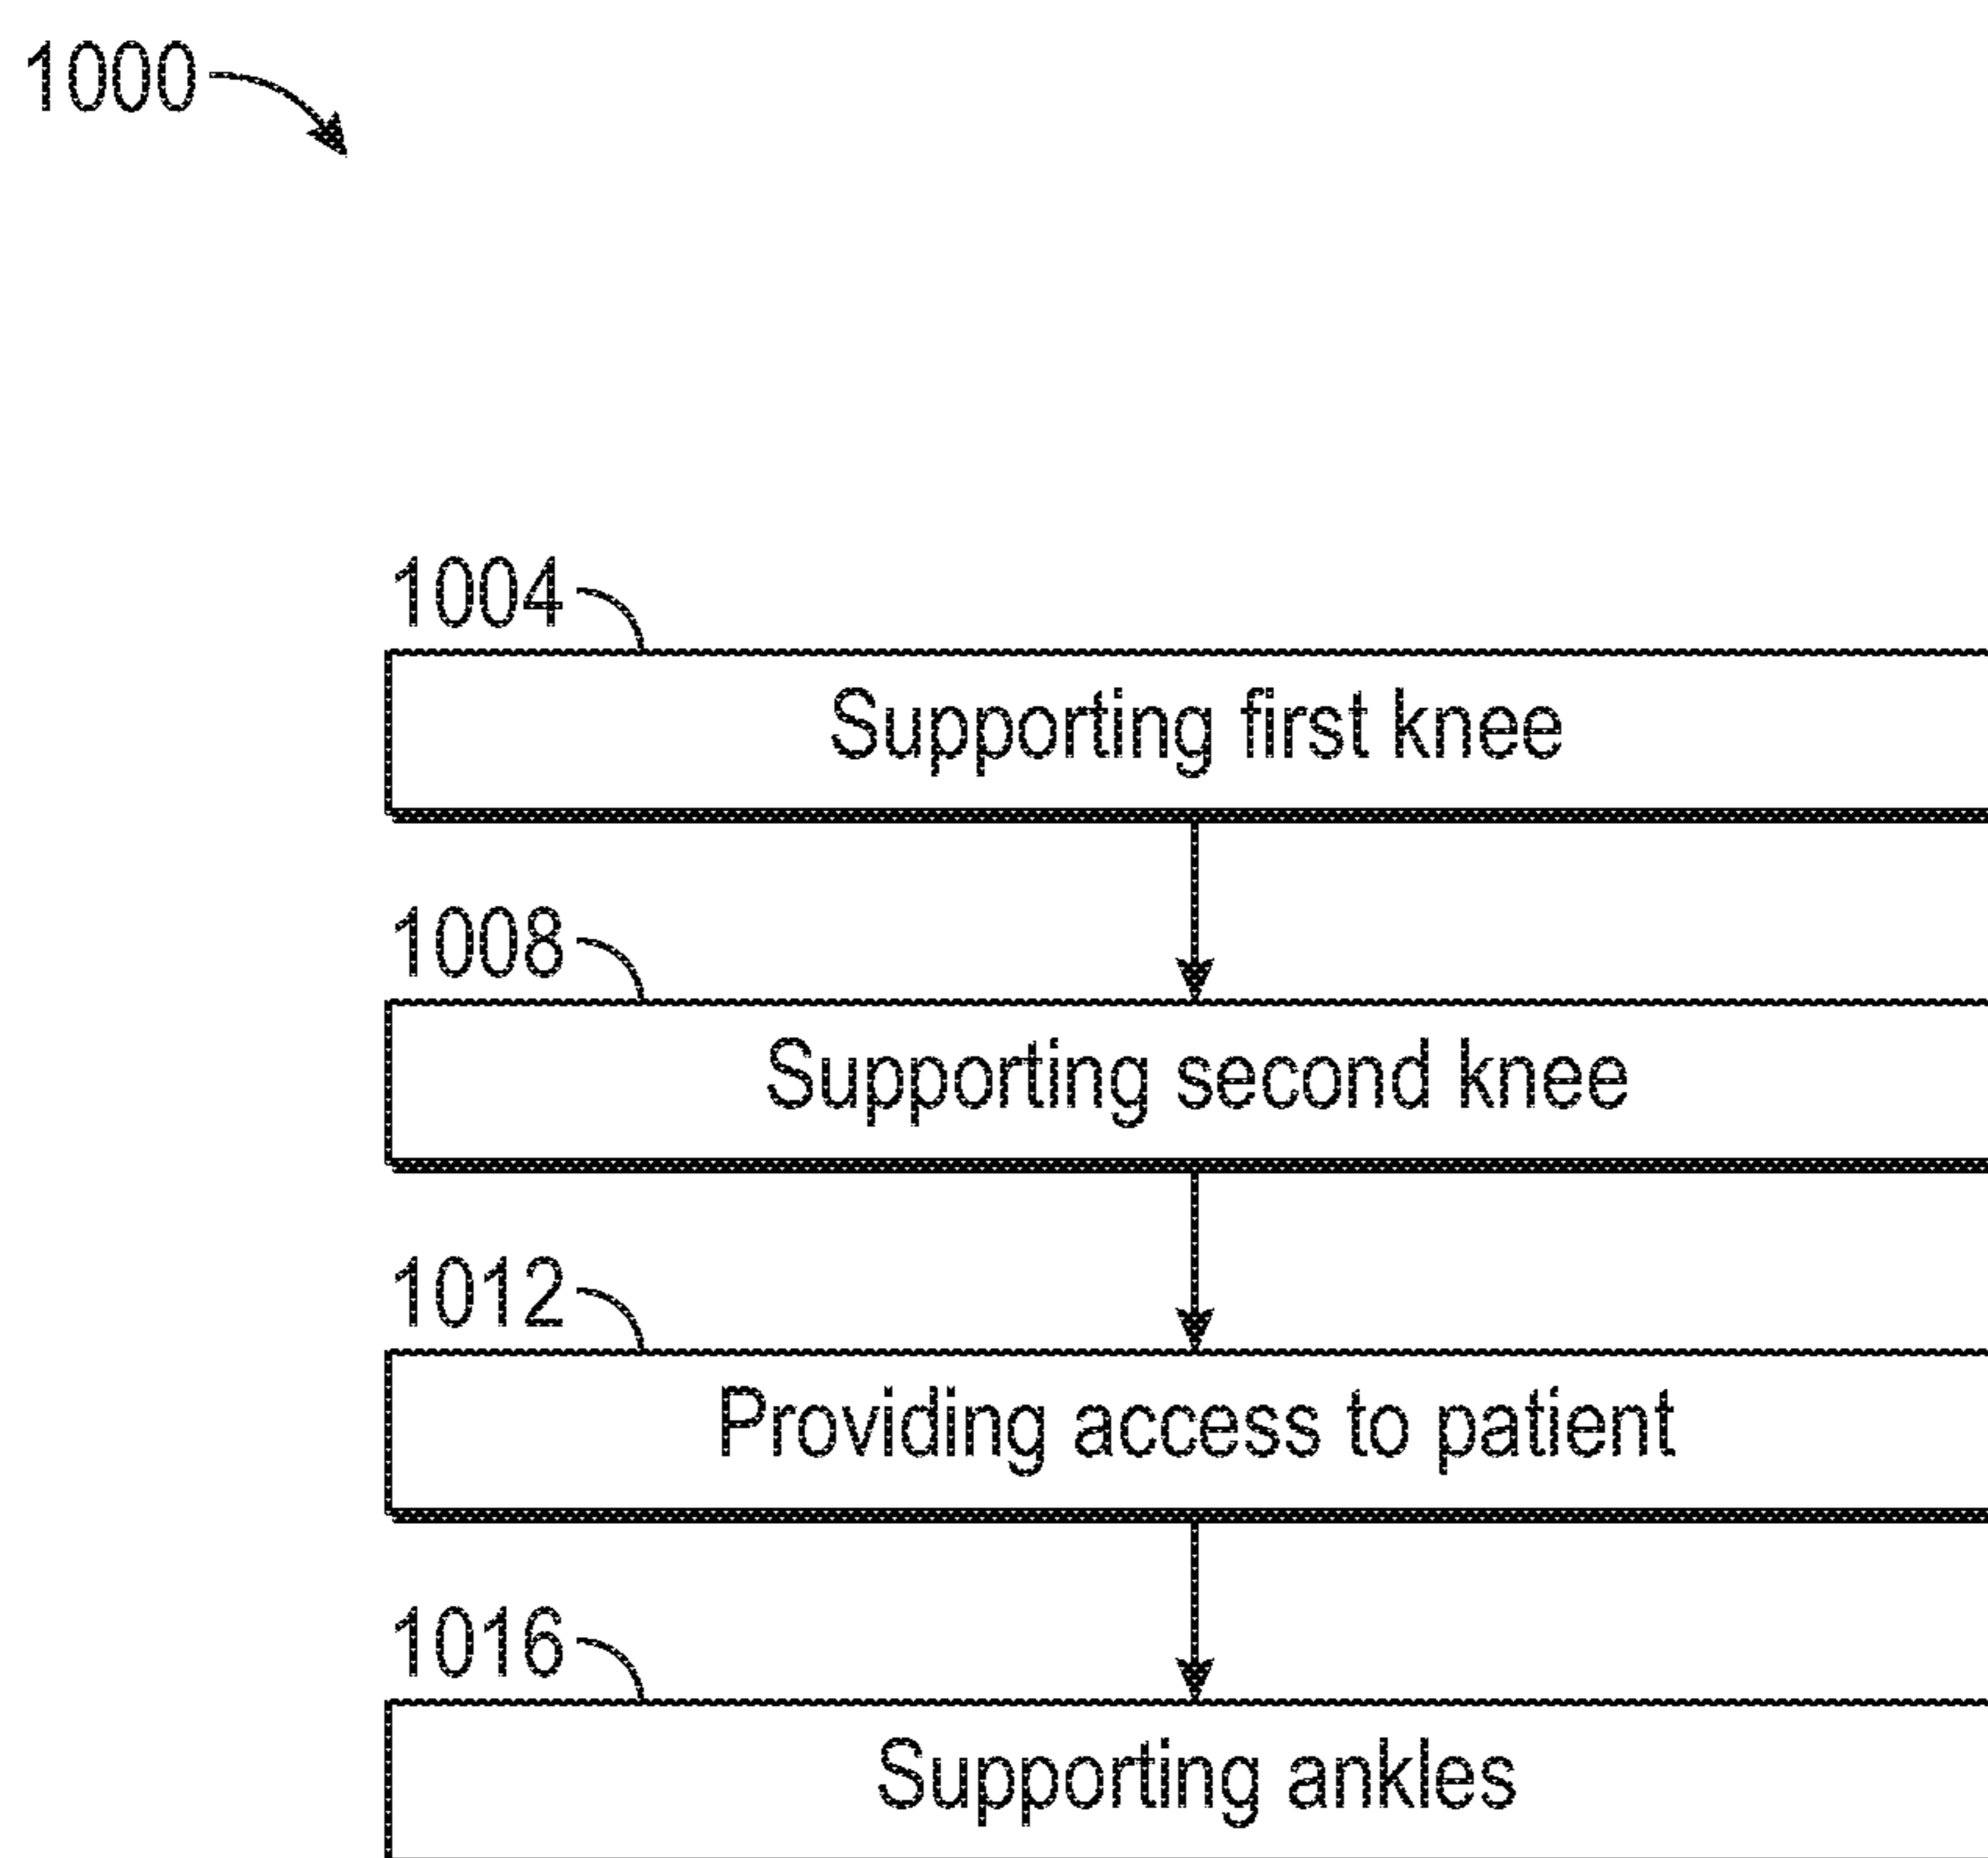 1000
1004
Supporting first knee
1008
Supporting second knee
1012
Providing access to patient
1016
Supporting ankles